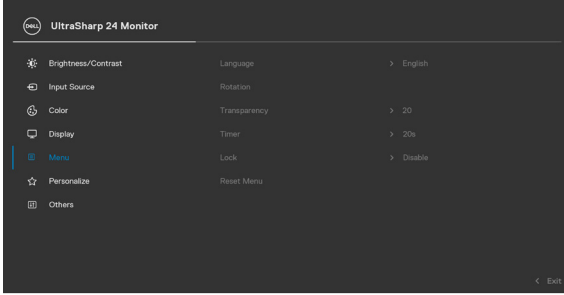 DELL UltraSharp 24 Monitor
Brightness/Contrast Language > English
Input Source Rotation
Color Transparency > 20
Display Timer > 20s
Menu Lock > Disable
Personalize Reset Menu
Others
< Exit